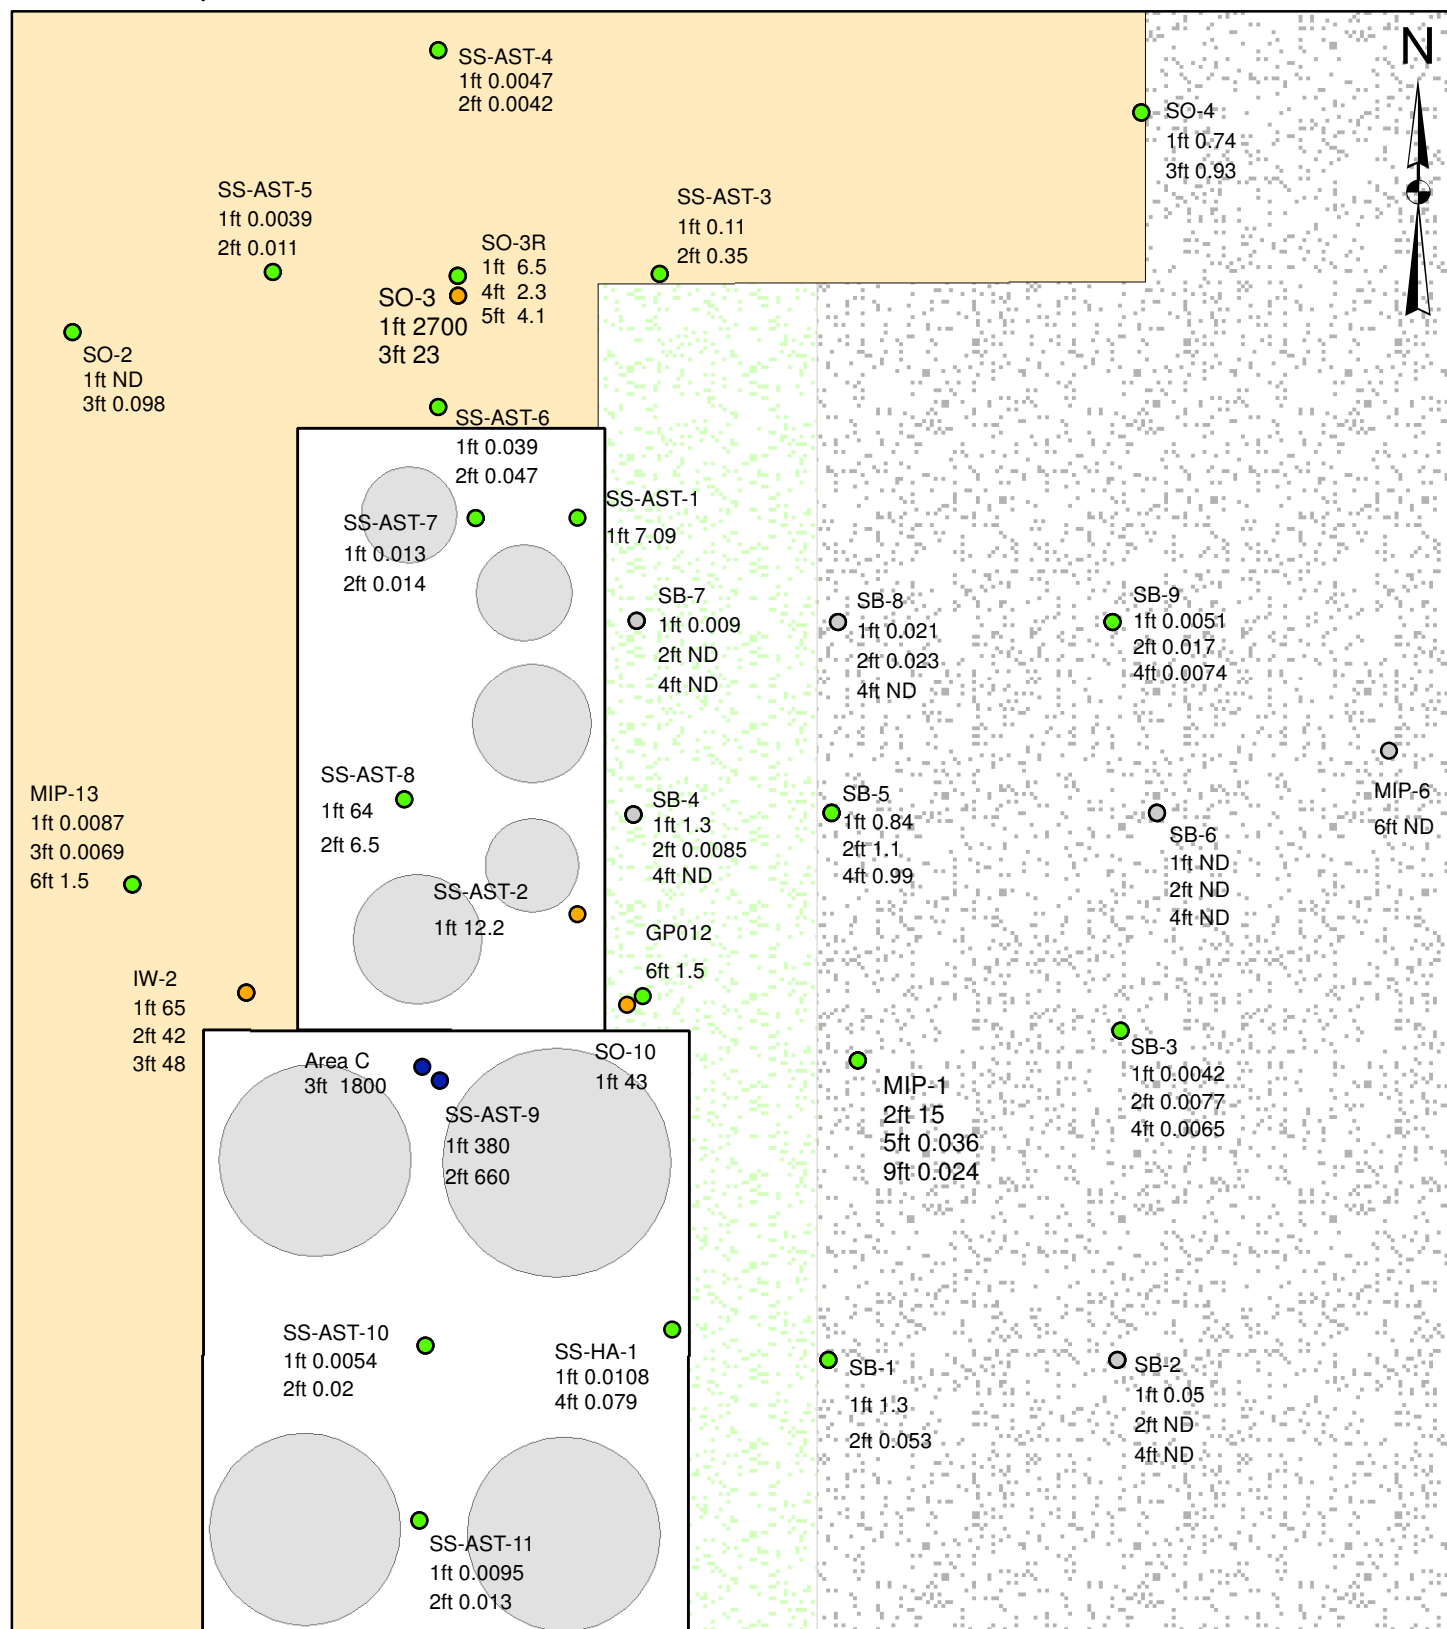 N
SS-AST-4
1ft 0.0047
2ft 0.0042
SO-4
1ft 0.74
3ft 0.93
SS-AST-5
1ft 0.0039
2ft 0.011
SS-AST-3
1ft 0.11
2ft 0.35
SO-3R
1ft 6.5
4ft 2.3
5ft 4.1
SO-3
1ft 2700
3ft 23
SO-2
1ft ND
3ft 0.098
SS-AST-6
1ft 0.039
2ft 0.047
SS-AST-1
1ft 7.09
SS-AST-7
1ft 0.013
2ft 0.014
SB-7
1ft 0.009
2ft ND
4ft ND
SB-8
1ft 0.021
2ft 0.023
4ft ND
SB-9
1ft 0.0051
2ft 0.017
4ft 0.0074
MIP-6
6ft ND
SS-AST-8
1ft 64
2ft 6.5
MIP-13
1ft 0.0087
3ft 0.0069
6ft 1.5
SB-4
1ft 1.3
2ft 0.0085
4ft ND
SB-5
1ft 0.84
2ft 1.1
4ft 0.99
SB-6
1ft ND
2ft ND
4ft ND
SS-AST-2
1ft 12.2
GP012
6ft 1.5
IW-2
1ft 65
2ft 42
3ft 48
Area C
3ft 1800
SO-10
1ft 43
SS-AST-9
1ft 380
2ft 660
MIP-1
2ft 15
5ft 0.036
9ft 0.024
SB-3
1ft 0.0042
2ft 0.0077
4ft 0.0065
SS-AST-10
1ft 0.0054
2ft 0.02
SS-HA-1
1ft 0.0108
4ft 0.079
SB-1
1ft 1.3
2ft 0.053
SB-2
1ft 0.05
2ft ND
4ft ND
SS-AST-11
1ft 0.0095
2ft 0.013